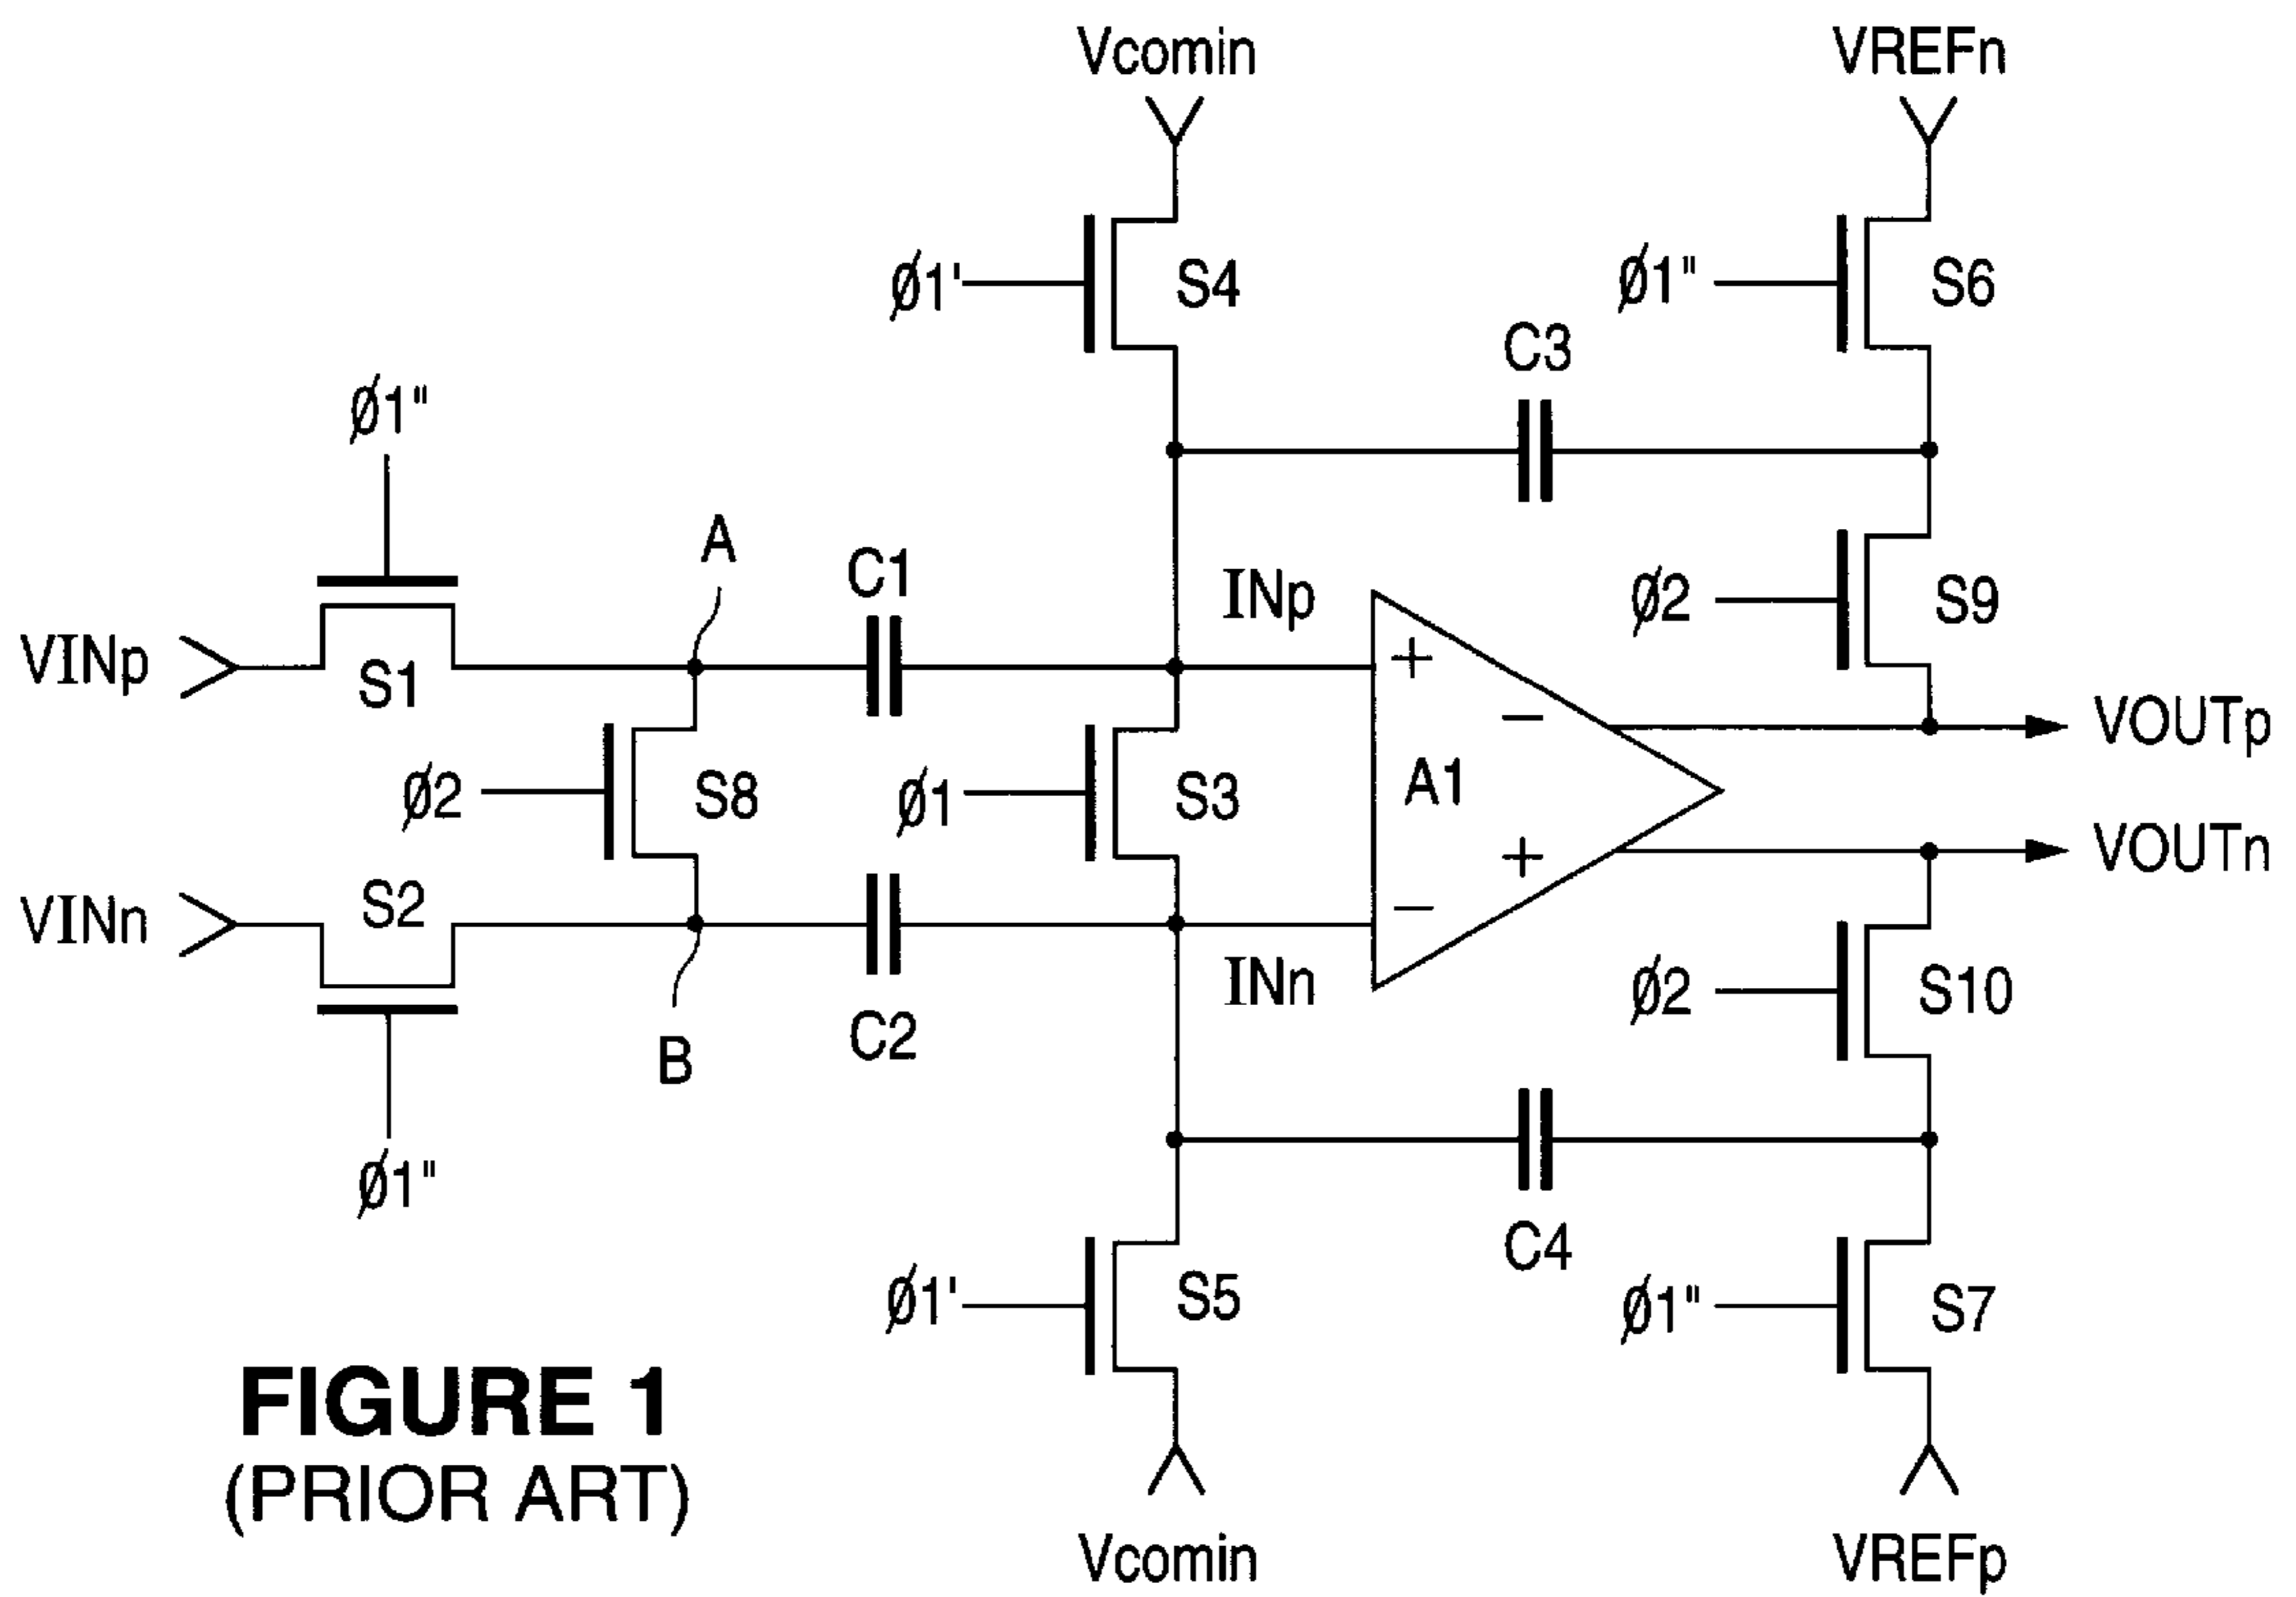 Vcomin
VREFn
ø1'
S4
ø1"
S6
C3
ø1"
A
C1
INp
ø2
S9
VINp
S1
+
−
VOUTp
ø2
S8
ø1
S3
A1
VINn
S2
+
VOUTn
−
INn
ø2
S10
B
C2
ø1"
C4
ø1'
S5
ø1"
S7
FIGURE 1
(PRIOR ART)
Vcomin
VREFp